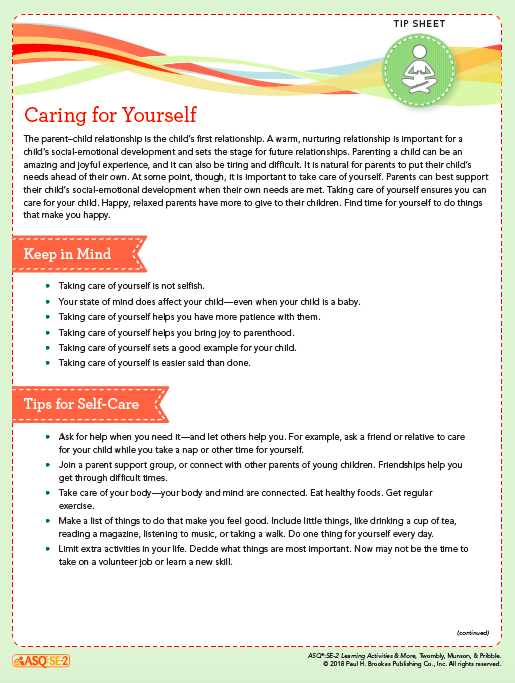 TIP SHEET
Caring for Yourself
The parent–child relationship is the child's first relationship. A warm, nurturing relationship is important for a
child's social-emotional development and sets the stage for future relationships. Parenting a child can be an
amazing and joyful experience, and it can also be tiring and difficult. It is natural for parents to put their child's
needs ahead of their own. At some point, though, it is important to take care of yourself. Parents can best support
their child's social-emotional development when their own needs are met. Taking care of yourself ensures you can
care for your child. Happy, relaxed parents have more to give to their children. Find time for yourself to do things
that make you happy.
Keep in Mind
• Taking care of yourself is not selfish.
• Your state of mind does affect your child—even when your child is a baby.
• Taking care of yourself helps you have more patience with them.
• Taking care of yourself helps you bring joy to parenthood.
• Taking care of yourself sets a good example for your child.
• Taking care of yourself is easier said than done.
Tips for Self-Care
• Ask for help when you need it—and let others help you. For example, ask a friend or relative to care
for your child while you take a nap or other time for yourself.
• Join a parent support group, or connect with other parents of young children. Friendships help you
get through difficult times.
• Take care of your body—your body and mind are connected. Eat healthy foods. Get regular
exercise.
• Make a list of things to do that make you feel good. Include little things, like drinking a cup of tea,
reading a magazine, listening to music, or taking a walk. Do one thing for yourself every day.
• Limit extra activities in your life. Decide what things are most important. Now may not be the time to
take on a volunteer job or learn a new skill.
(continued)
ASQ:SE-2
ASQ®:SE-2 Learning Activities & More, Twombly, Munson, & Pribble.
© 2018 Paul H. Brookes Publishing Co., Inc. All rights reserved.